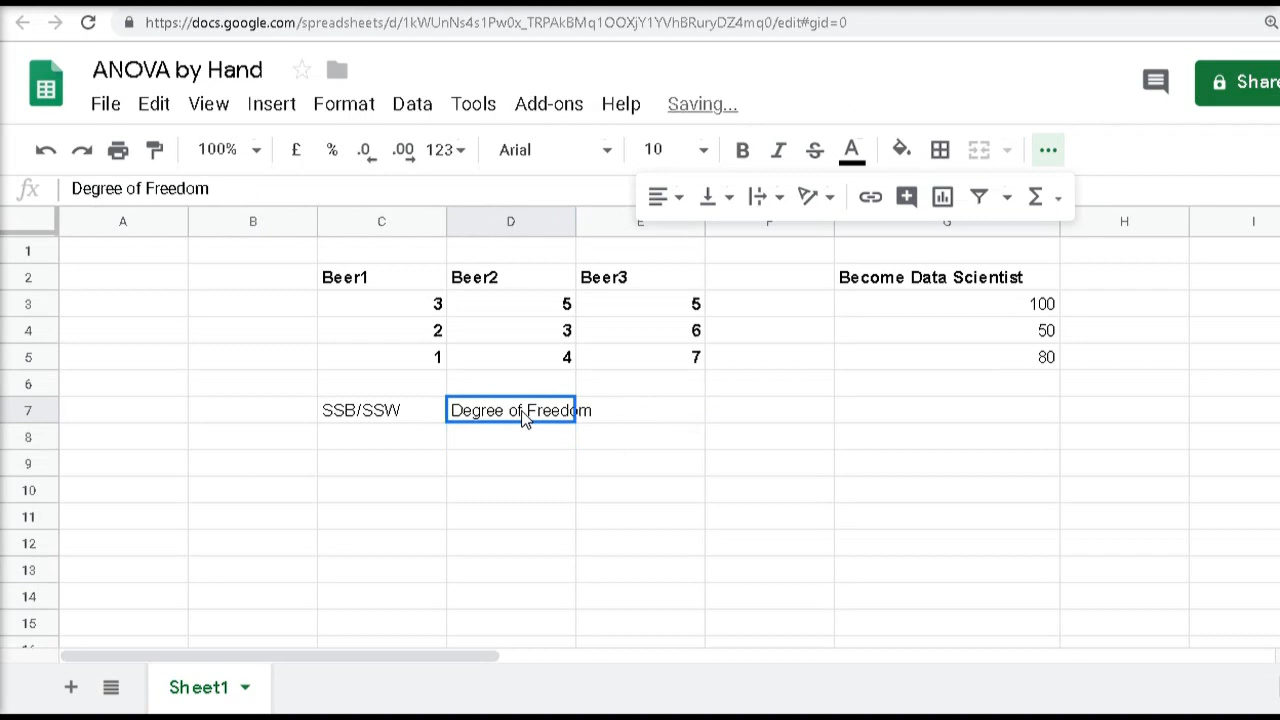 https://docs.google.com/spreadsheets/d/1kWUnNs4s1Pw0x_TRPAkBMq1OOXjY1YVhBRuryDZ4mq0/edit#gid=0
ANOVA by Hand
Share
File Edit View Insert Format Data Tools Add-ons Help Saving...
100% £ % .0 .00 123 Arial 10 B I S A
fx Degree of Freedom
A B C D E F G H I
1
2 Beer1 Beer2 Beer3 Become Data Scientist
3 3 5 5 100
4 2 3 6 50
5 1 4 7 80
6
7 SSB/SSW Degree of Freedom
8
9
10
11
12
13
14
15
Sheet1